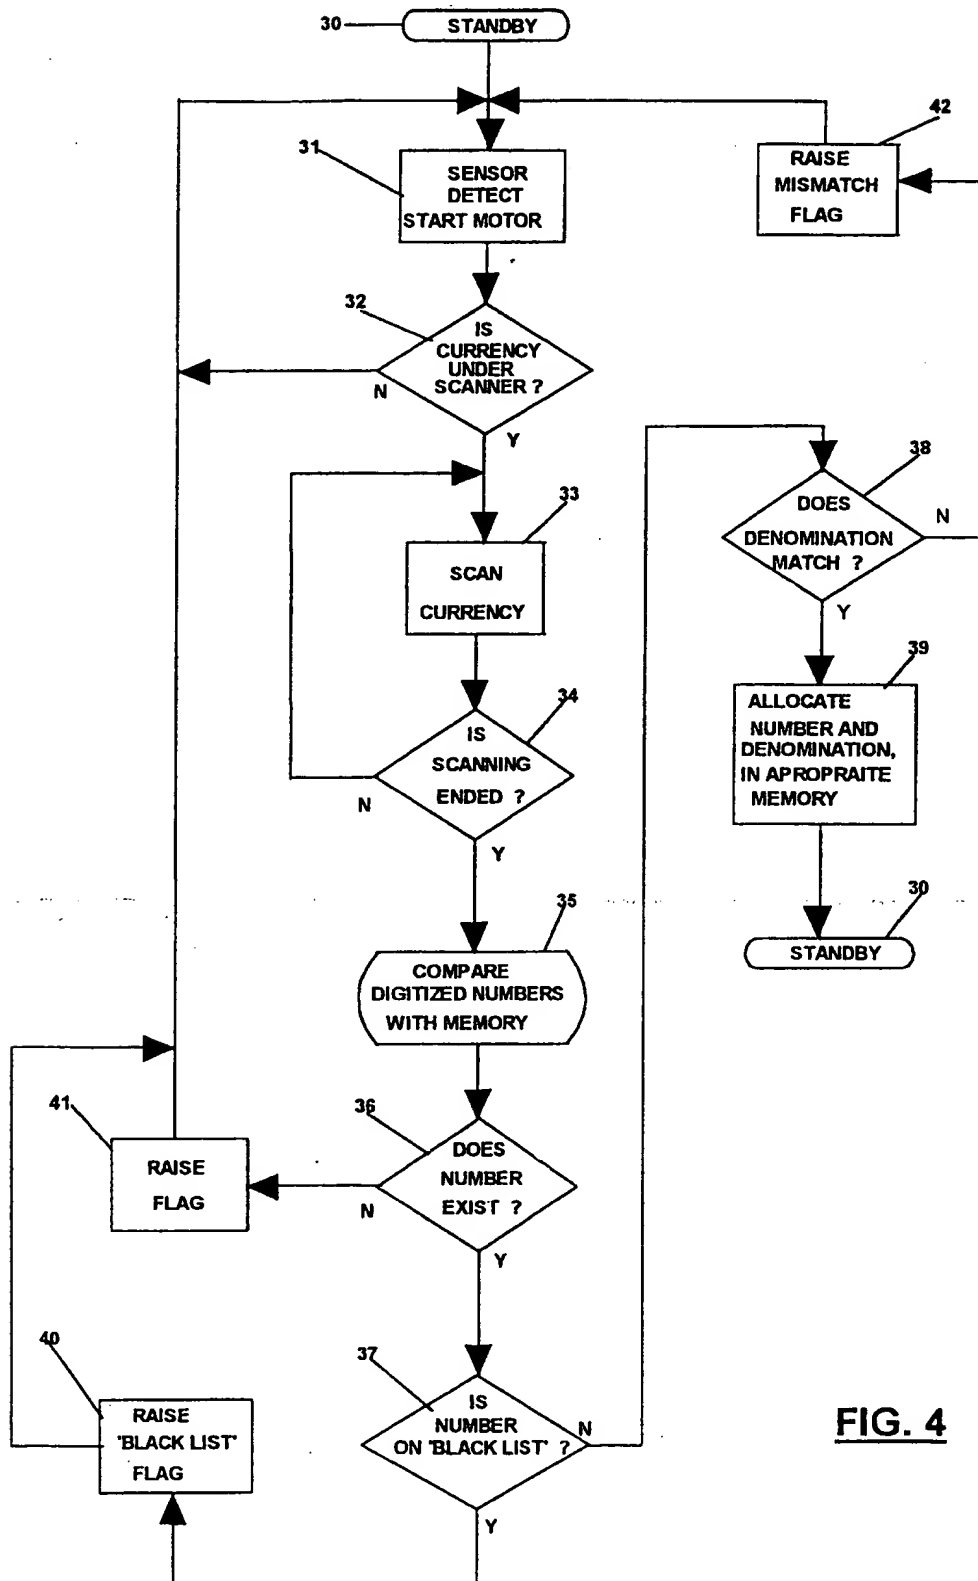 30
STANDBY
42
31
SENSOR
DETECT
START MOTOR
RAISE
MISMATCH
FLAG
32
IS
CURRENCY
UNDER
SCANNER ?
N
Y
38
DOES
DENOMINATION
MATCH ?
N
Y
33
SCAN
CURRENCY
39
ALLOCATE
NUMBER AND
DENOMINATION,
IN APROPRAITE
MEMORY
34
IS
SCANNING
ENDED ?
N
Y
30
STANDBY
35
COMPARE
DIGITIZED NUMBERS
WITH MEMORY
36
DOES
NUMBER
EXIST ?
N
Y
41
RAISE
FLAG
40
RAISE
'BLACK LIST'
FLAG
37
IS
NUMBER
ON 'BLACK LIST' ?
N
Y
FIG. 4